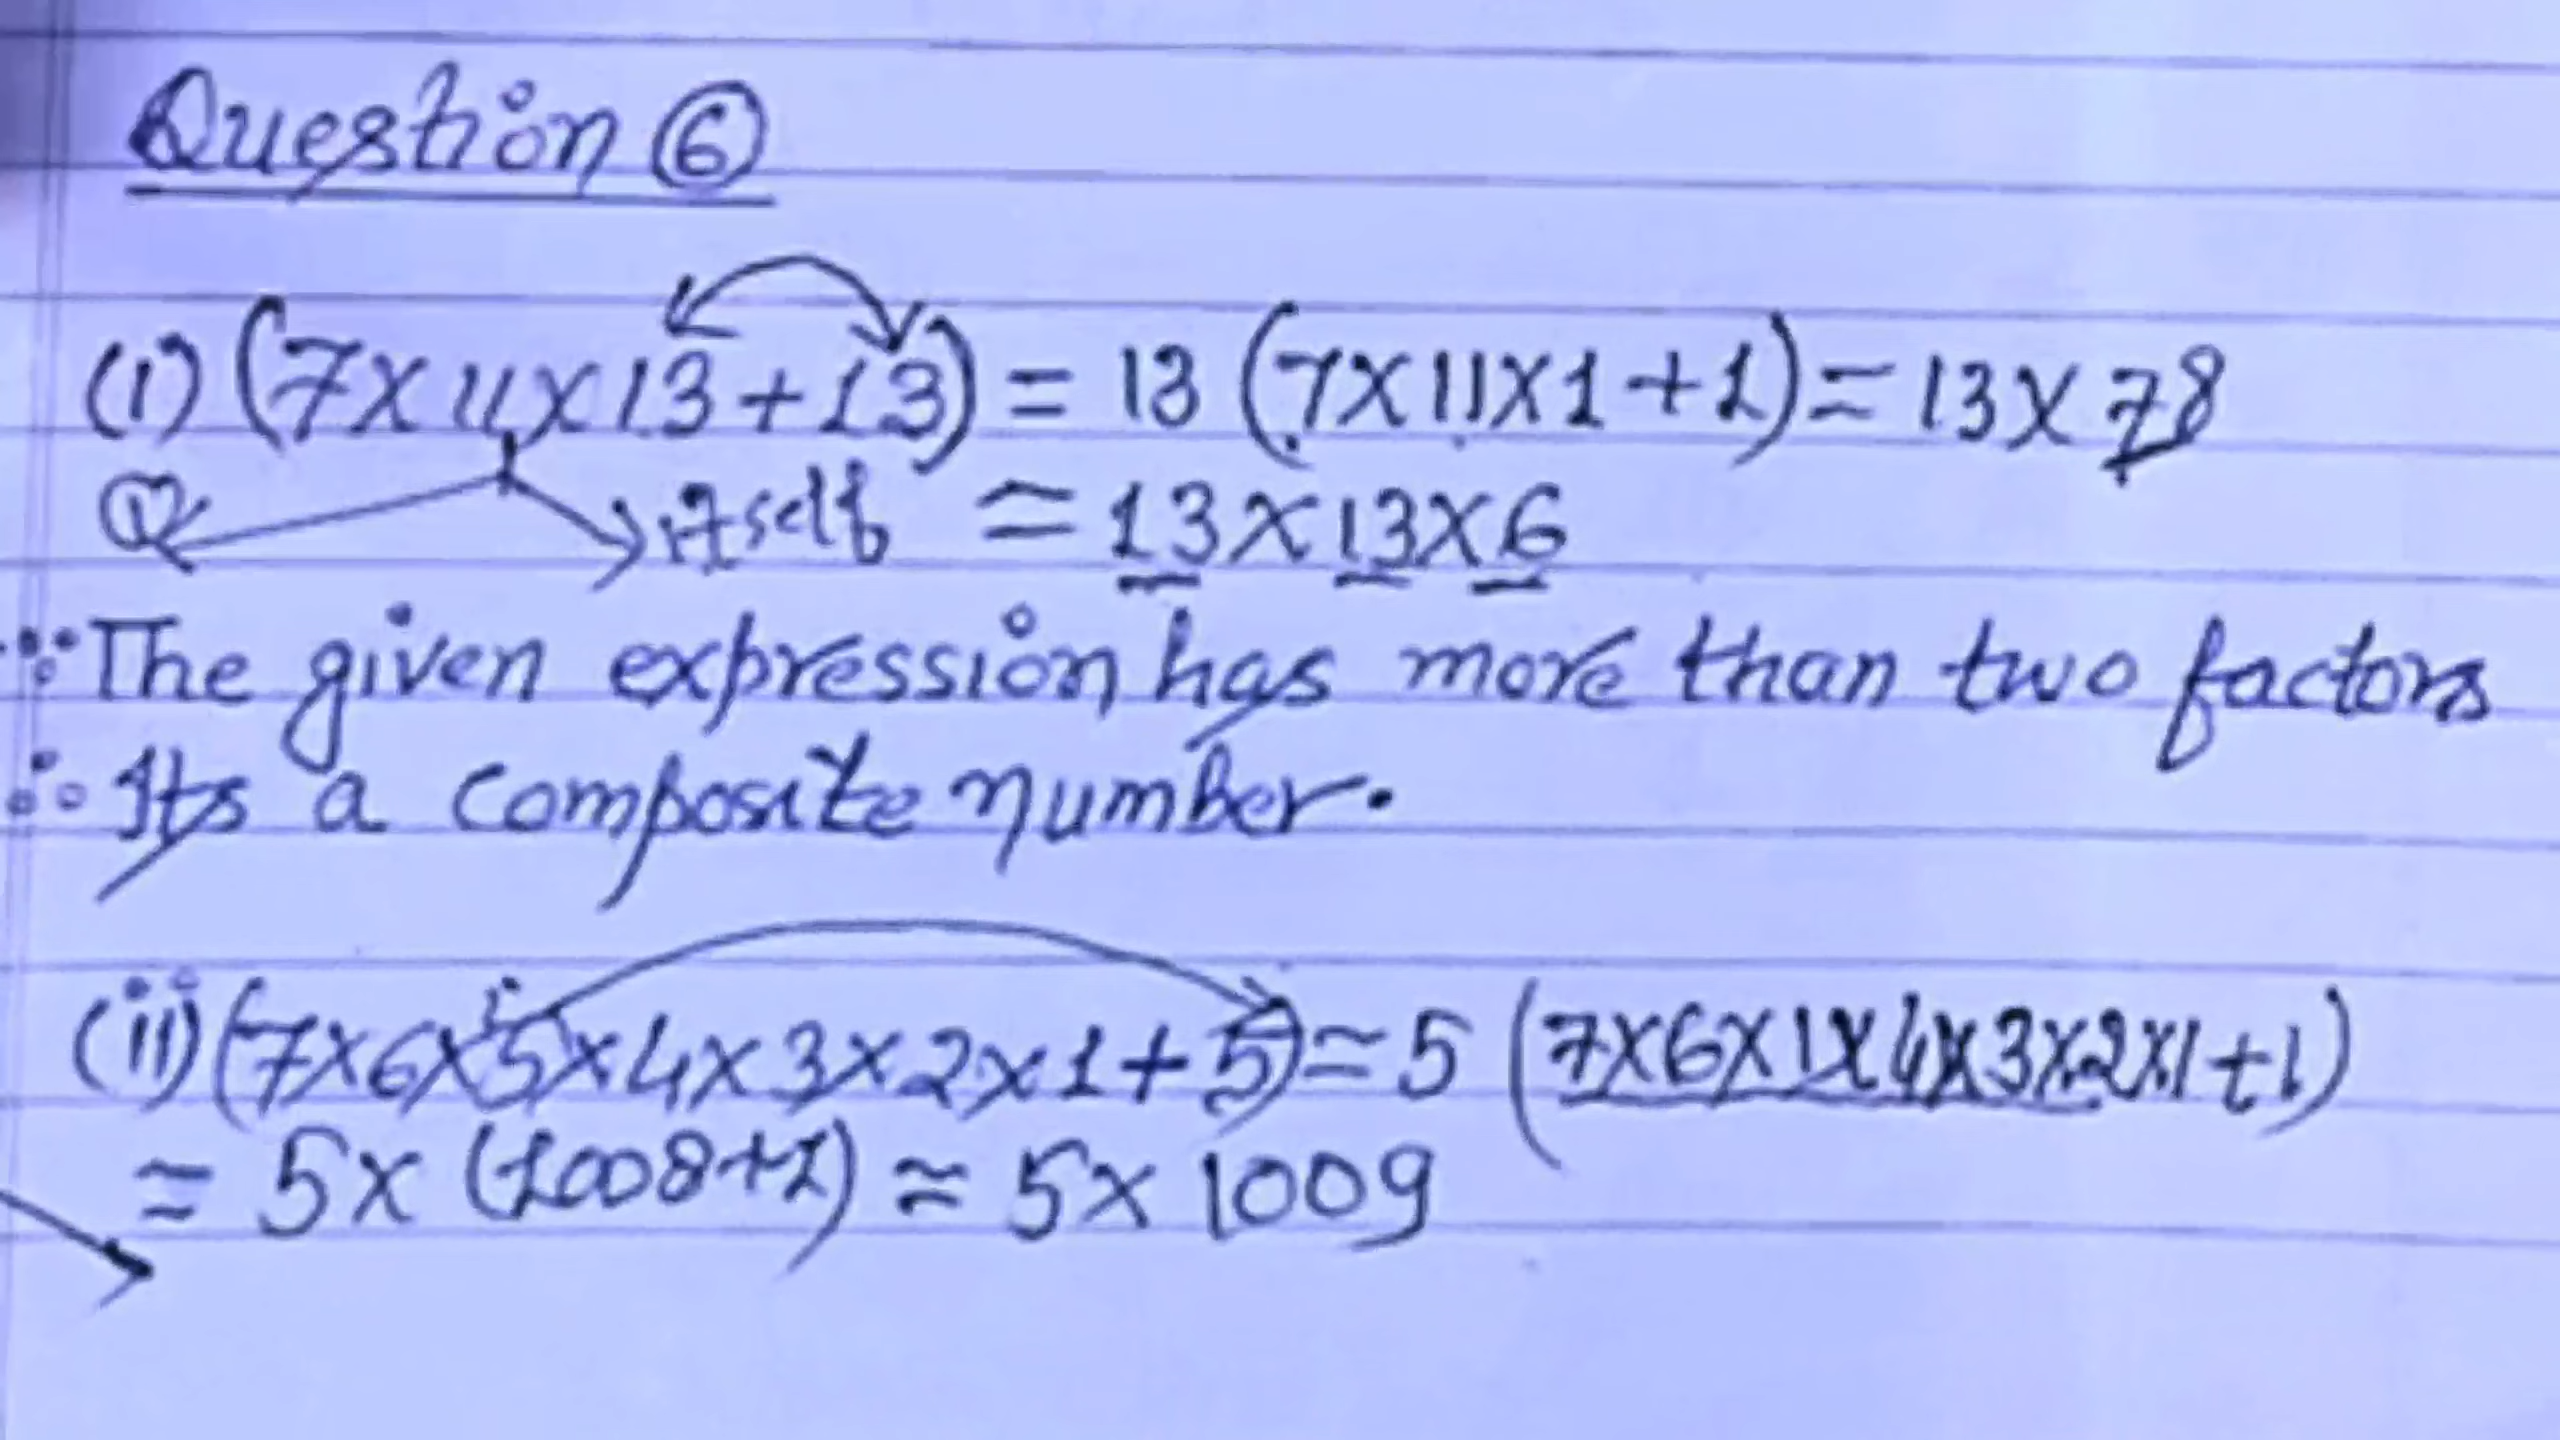 Question ⑥
(i) (7×11×13+13) = 13 (7×11×1+1) = 13×78
① itself = 13×13×6
∵ The given expression has more than two factors
∴ Its a composite number.
(ii) (7×6×5×4×3×2×1+5) = 5 (7×6×1×4×3×2×1+1)
= 5× (1008+1) = 5× 1009